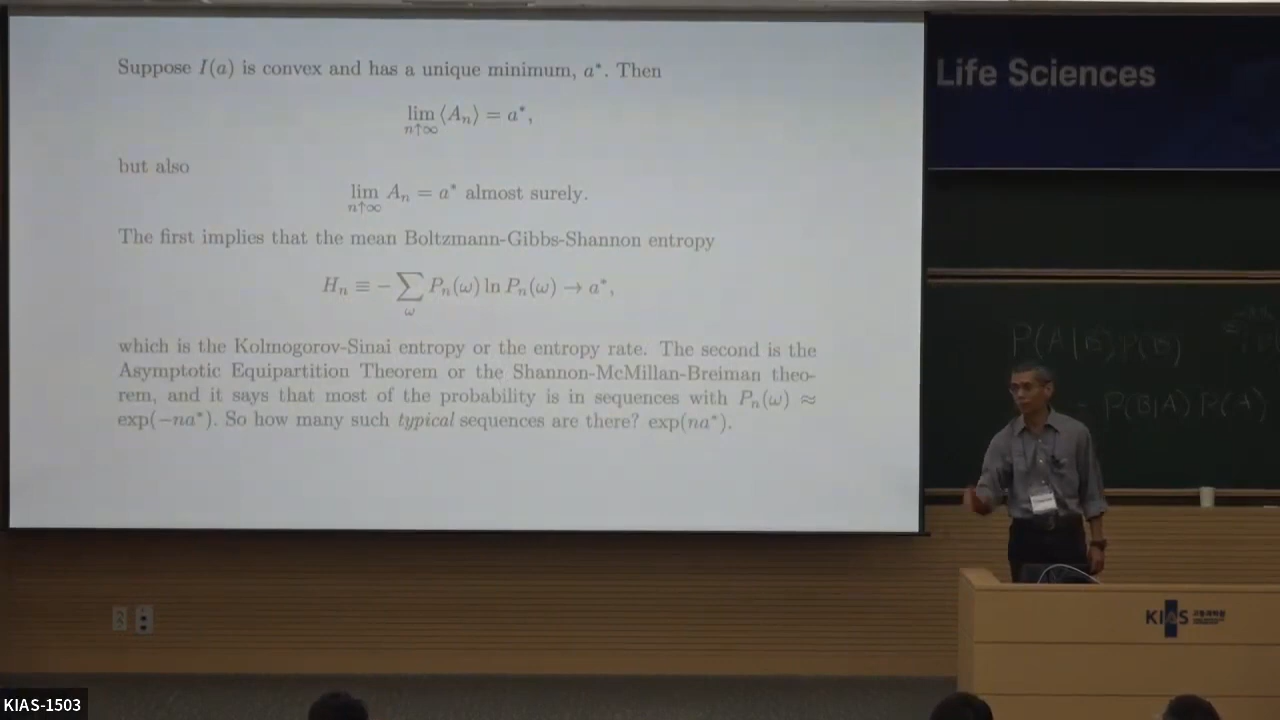 Suppose I(a) is convex and has a unique minimum, a*. Then
lim n↑∞ ⟨A_n⟩ = a*,
but also
lim n↑∞ A_n = a* almost surely.
The first implies that the mean Boltzmann-Gibbs-Shannon entropy
H_n ≡ − ∑_ω P_n(ω) ln P_n(ω) → a*,
which is the Kolmogorov-Sinai entropy or the entropy rate. The second is the
Asymptotic Equipartition Theorem or the Shannon-McMillan-Breiman theo-
rem, and it says that most of the probability is in sequences with P_n(ω) ≈
exp(−na*). So how many such typical sequences are there? exp(na*).
Life Sciences
P(A|B)P(B)
P(B|A) P(A)
KIAS
KIAS-1503